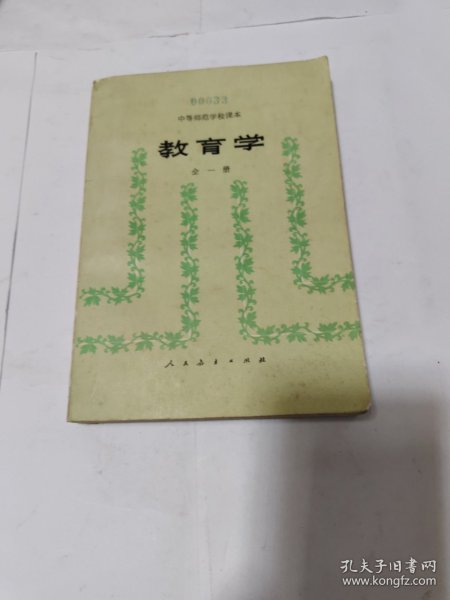 00033
中等师范学校课本
教育学
全一册
人民教育出版社
孔夫子旧书网
www.kongfz.com